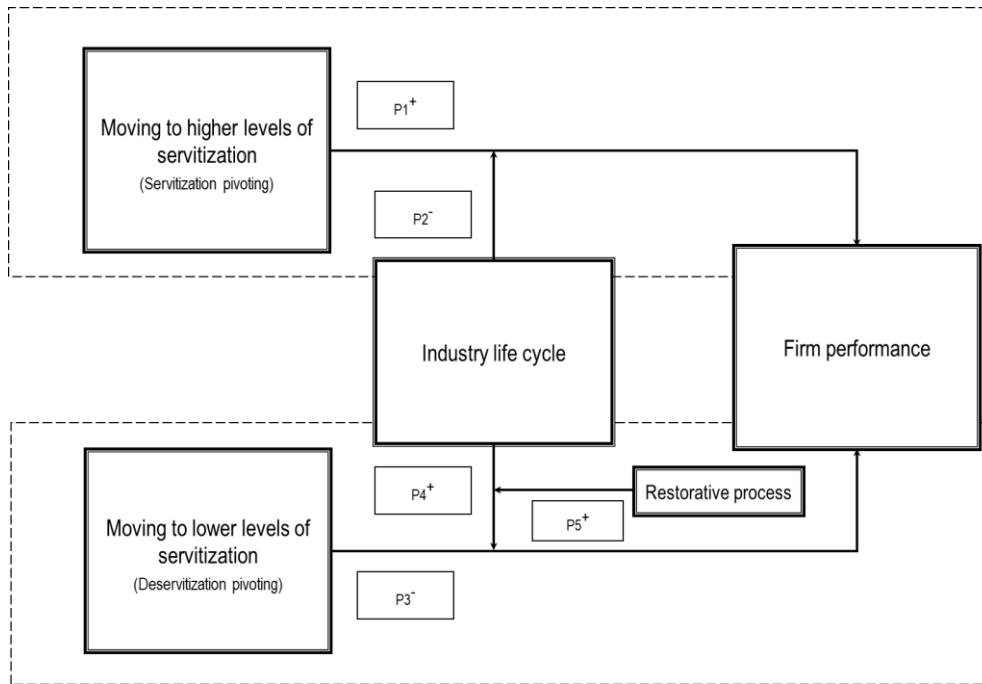 P1+
Moving to higher levels of
servitization
(Servitization pivoting)
P2-
Industry life cycle
Firm performance
P4+
Restorative process
P5+
Moving to lower levels of
servitization
(Deservitization pivoting)
P3-